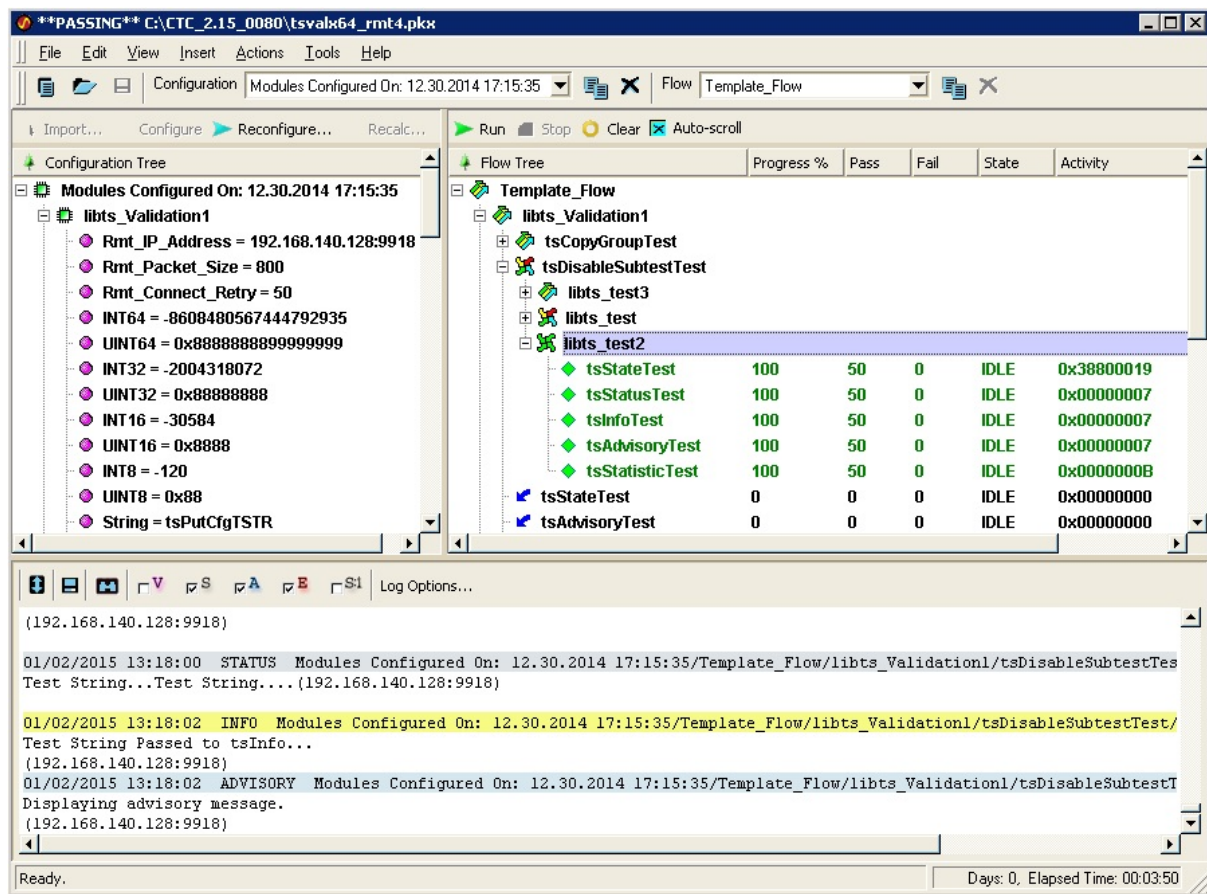 **PASSING** C:\CTC_2.15_0080\tsvalx64_rmt4.pkx
File Edit View Insert Actions Tools Help
Configuration Modules Configured On: 12.30.2014 17:15:35 Flow Template_Flow
Import... Configure Reconfigure... Recalc...
Configuration Tree
Modules Configured On: 12.30.2014 17:15:35
libts_Validation1
Rmt_IP_Address = 192.168.140.128:9918
Rmt_Packet_Size = 800
Rmt_Connect_Retry = 50
INT64 = -8608480567444792935
UINT64 = 0x8888888899999999
INT32 = -2004318072
UINT32 = 0x88888888
INT16 = -30584
UINT16 = 0x8888
INT8 = -120
UINT8 = 0x88
String = tsPutCfgTSTR
Run Stop Clear Auto-scroll
Flow Tree Progress % Pass Fail State Activity
Template_Flow
libts_Validation1
tsCopyGroupTest
tsDisableSubtestTest
libts_test3
libts_test
libts_test2
tsStateTest 100 50 0 IDLE 0x38800019
tsStatusTest 100 50 0 IDLE 0x00000007
tsInfoTest 100 50 0 IDLE 0x00000007
tsAdvisoryTest 100 50 0 IDLE 0x00000007
tsStatisticTest 100 50 0 IDLE 0x0000000B
tsStateTest 0 0 0 IDLE 0x00000000
tsAdvisoryTest 0 0 0 IDLE 0x00000000
V S A E S:1 Log Options...
(192.168.140.128:9918)
01/02/2015 13:18:00 STATUS Modules Configured On: 12.30.2014 17:15:35/Template_Flow/libts_Validation1/tsDisableSubtestTes
Test String...Test String....(192.168.140.128:9918)
01/02/2015 13:18:02 INFO Modules Configured On: 12.30.2014 17:15:35/Template_Flow/libts_Validation1/tsDisableSubtestTest/
Test String Passed to tsInfo...
(192.168.140.128:9918)
01/02/2015 13:18:02 ADVISORY Modules Configured On: 12.30.2014 17:15:35/Template_Flow/libts_Validation1/tsDisableSubtestT
Displaying advisory message.
(192.168.140.128:9918)
Ready. Days: 0, Elapsed Time: 00:03:50